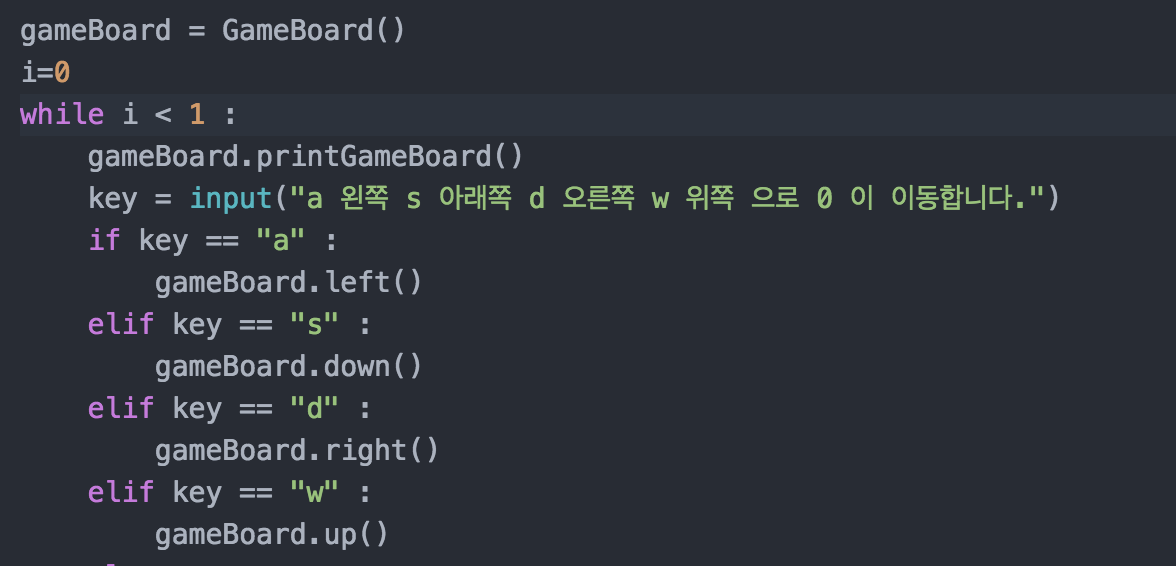 gameBoard = GameBoard()
i=0
while i < 1 :
    gameBoard.printGameBoard()
    key = input("a 왼쪽 s 아래쪽 d 오른쪽 w 위쪽 으로 0 이 이동합니다.")
    if key == "a" :
        gameBoard.left()
    elif key == "s" :
        gameBoard.down()
    elif key == "d" :
        gameBoard.right()
    elif key == "w" :
        gameBoard.up()